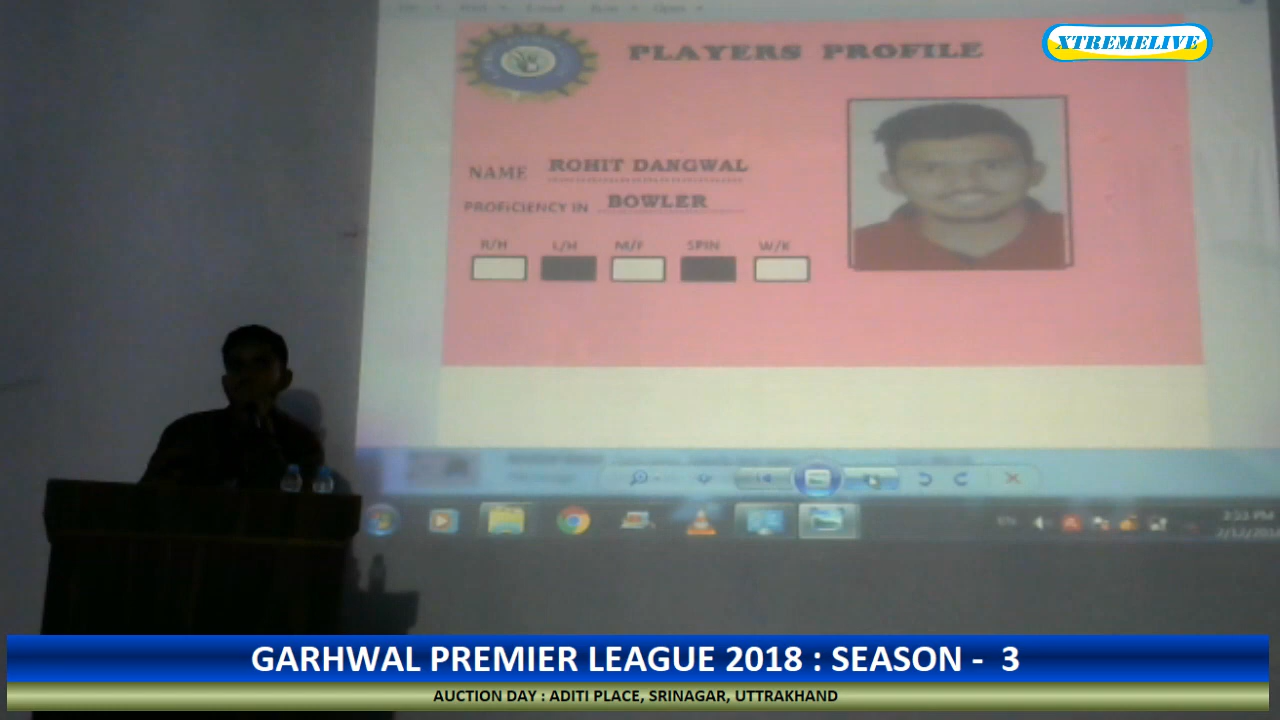 XTREMELIVE
PLAYERS PROFILE
NAME ROHIT DANGWAL
PROFICIENCY IN BOWLER
R/H L/H M/F SPIN W/K
GARHWAL PREMIER LEAGUE 2018 : SEASON - 3
AUCTION DAY : ADITI PLACE, SRINAGAR, UTTRAKHAND